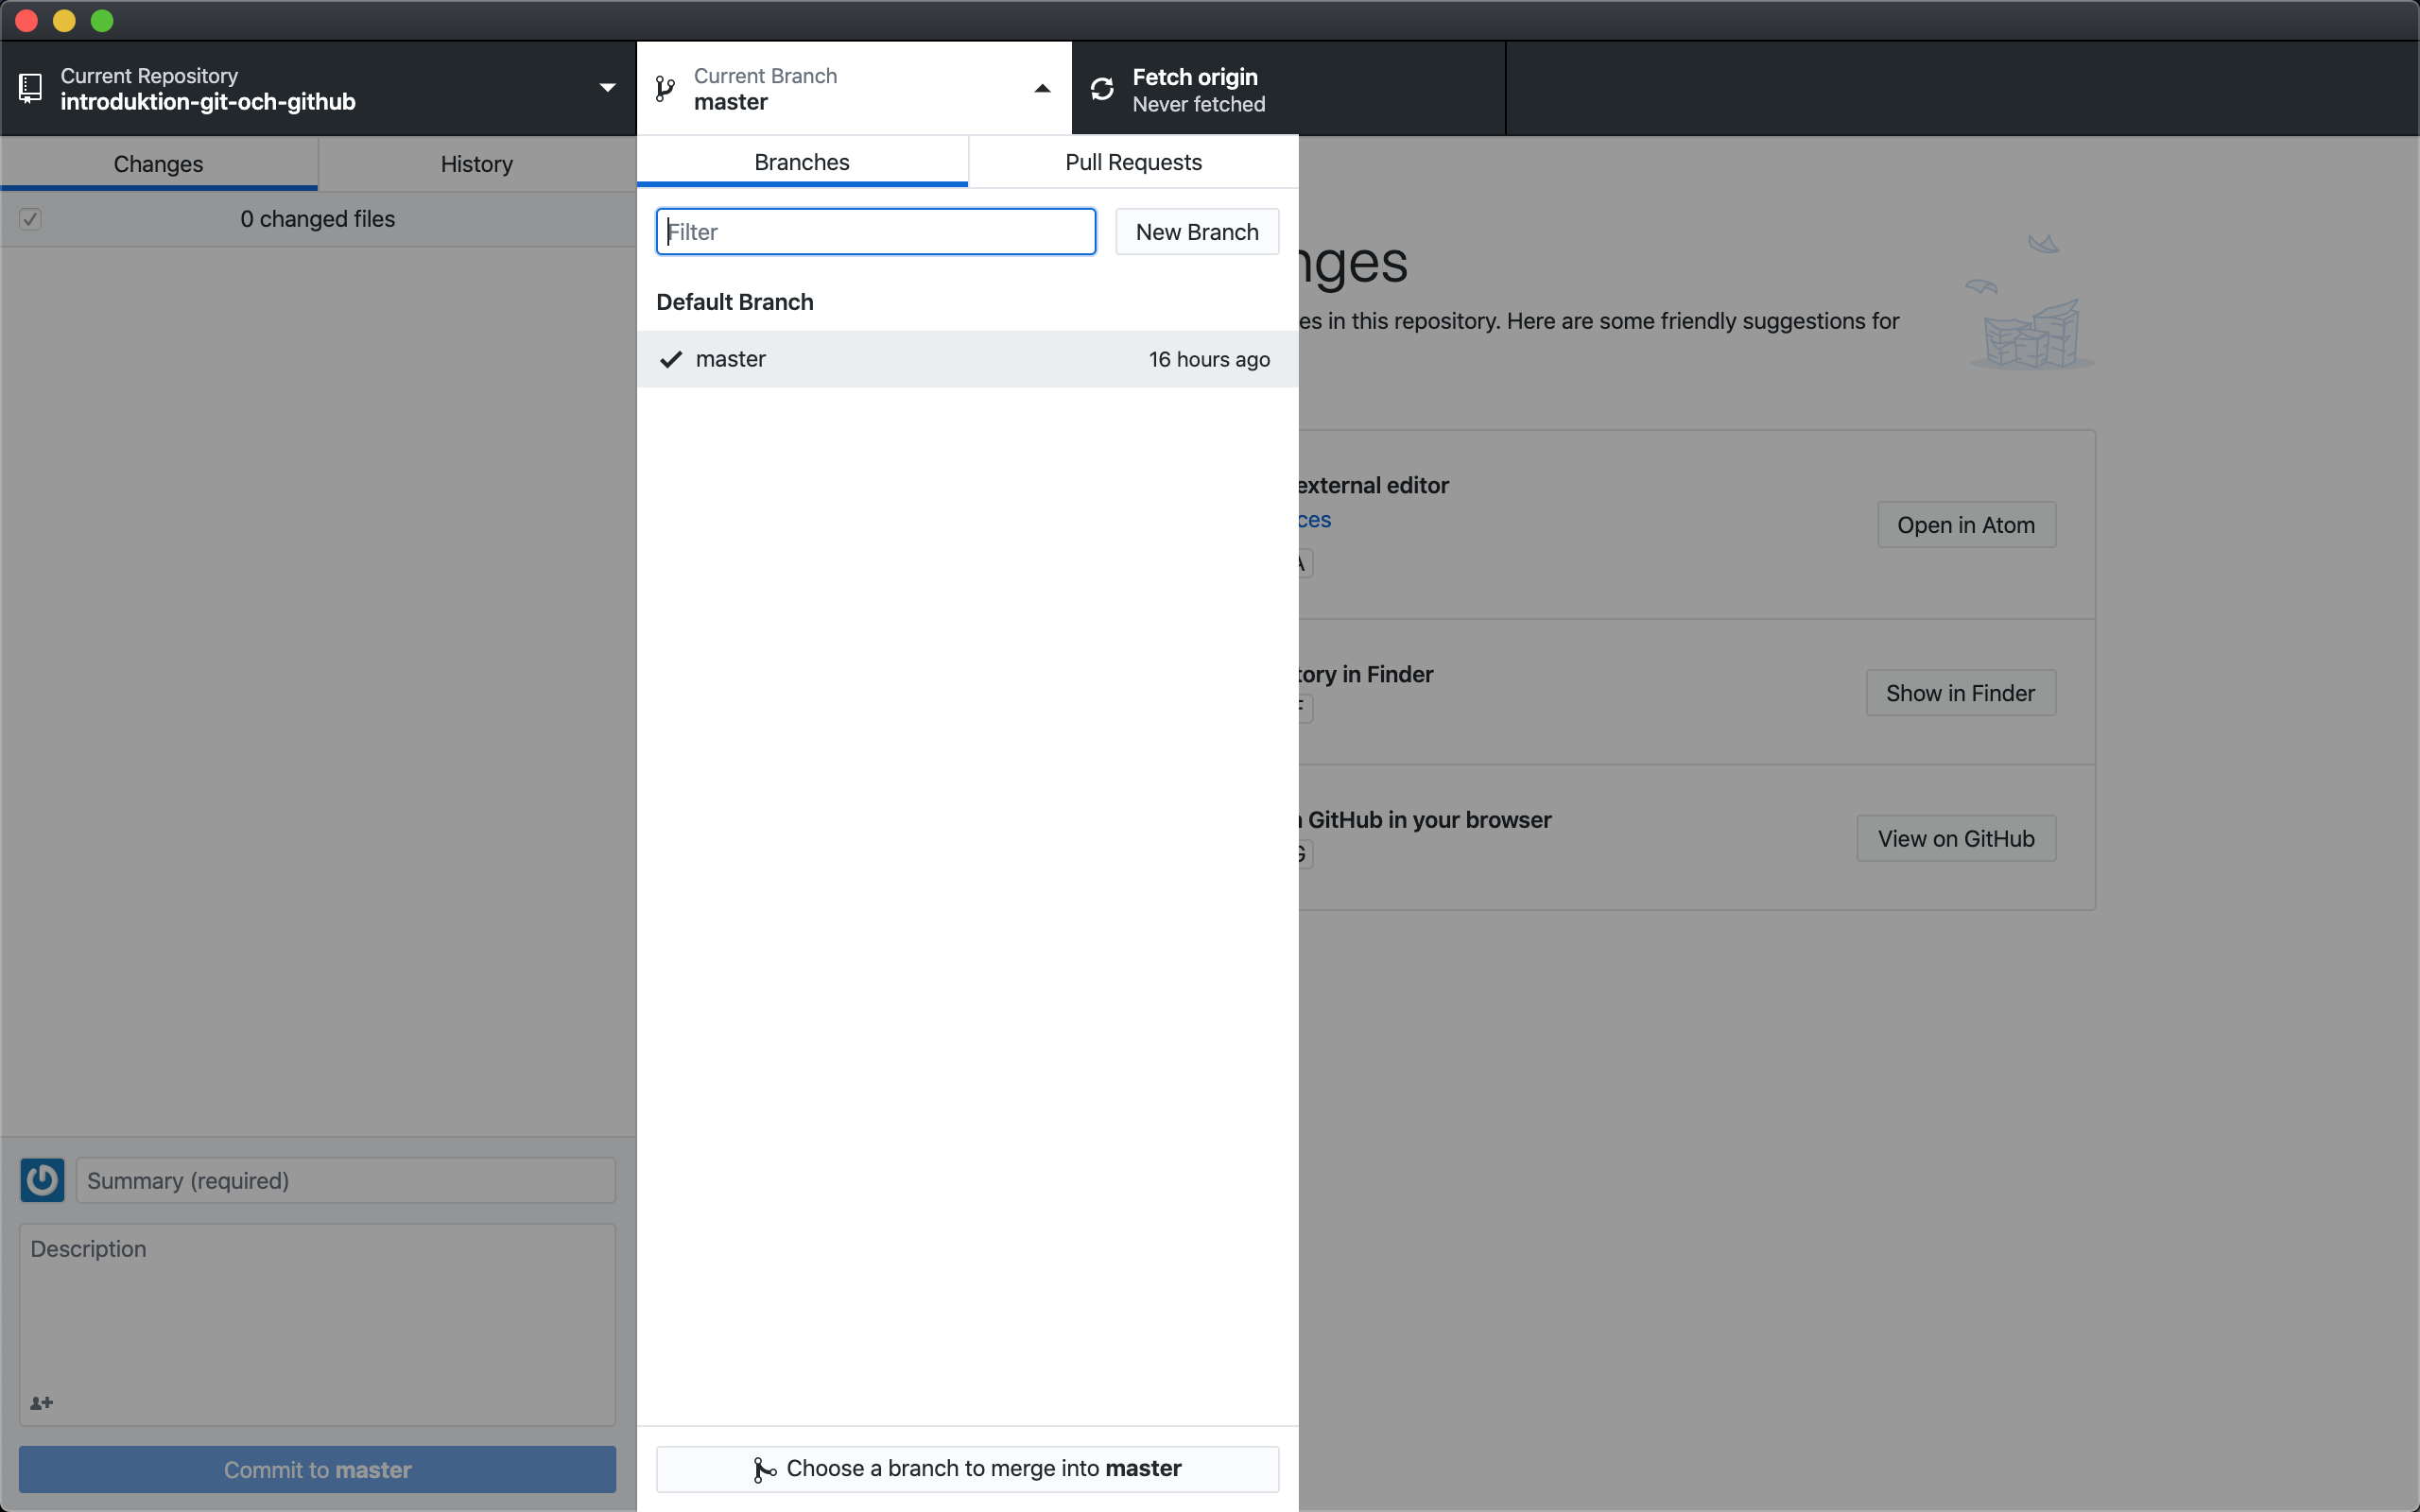 Current Repository
introduktion-git-och-github
Current Branch
master
Fetch origin
Never fetched
Changes
History
Branches
Pull Requests
0 changed files
Filter
New Branch
Default Branch
master
16 hours ago
es in this repository. Here are some friendly suggestions for
external editor
Open in Atom
tory in Finder
Show in Finder
GitHub in your browser
View on GitHub
Summary (required)
Description
Commit to master
Choose a branch to merge into master